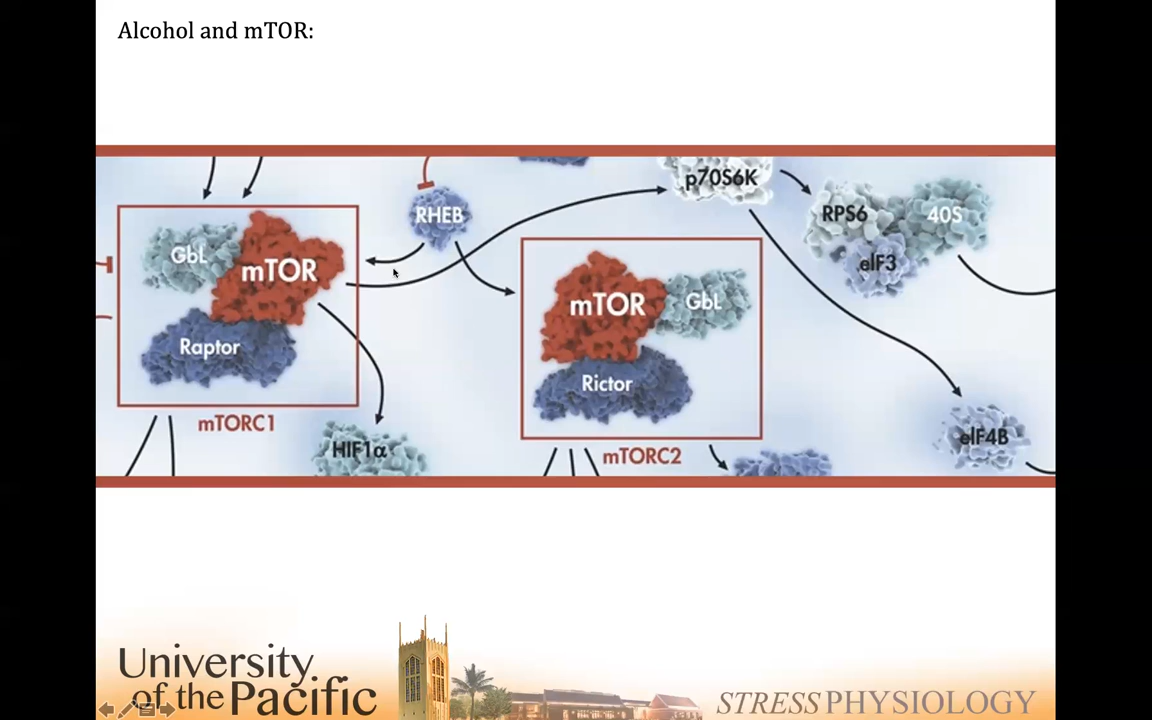 Alcohol and mTOR:
p70S6K
RHEB
RPS6
40S
GbL
mTOR
eIF3
mTOR
GbL
Raptor
Rictor
mTORC1
HIF1α
mTORC2
eIF4B
University
of the Pacific
STRESS PHYSIOLOGY